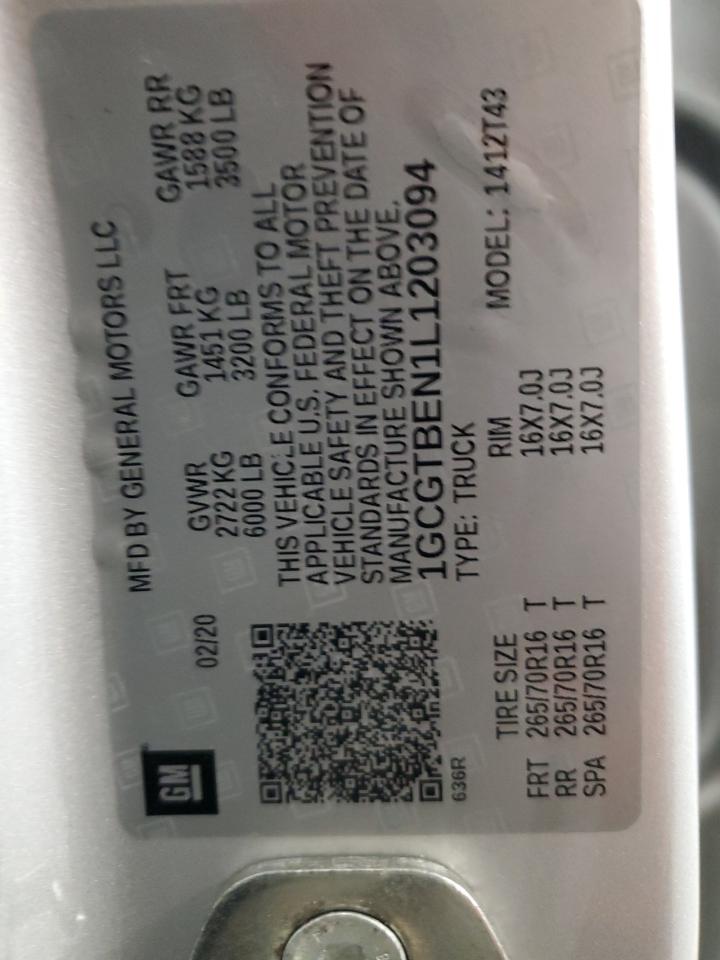 MFD BY GENERAL MOTORS LLC
GM
02/20
GVWR GAWR FRT GAWR RR
2722 KG 1451 KG 1588 KG
6000 LB 3200 LB 3500 LB
THIS VEHICLE CONFORMS TO ALL
APPLICABLE U.S. FEDERAL MOTOR
VEHICLE SAFETY AND THEFT PREVENTION
STANDARDS IN EFFECT ON THE DATE OF
MANUFACTURE SHOWN ABOVE.
1GCGTBEN1L1203094
636R
TYPE: TRUCK MODEL: 1412T43
TIRE SIZE RIM
FRT 265/70R16 T 16X7.0J
RR 265/70R16 T 16X7.0J
SPA 265/70R16 T 16X7.0J